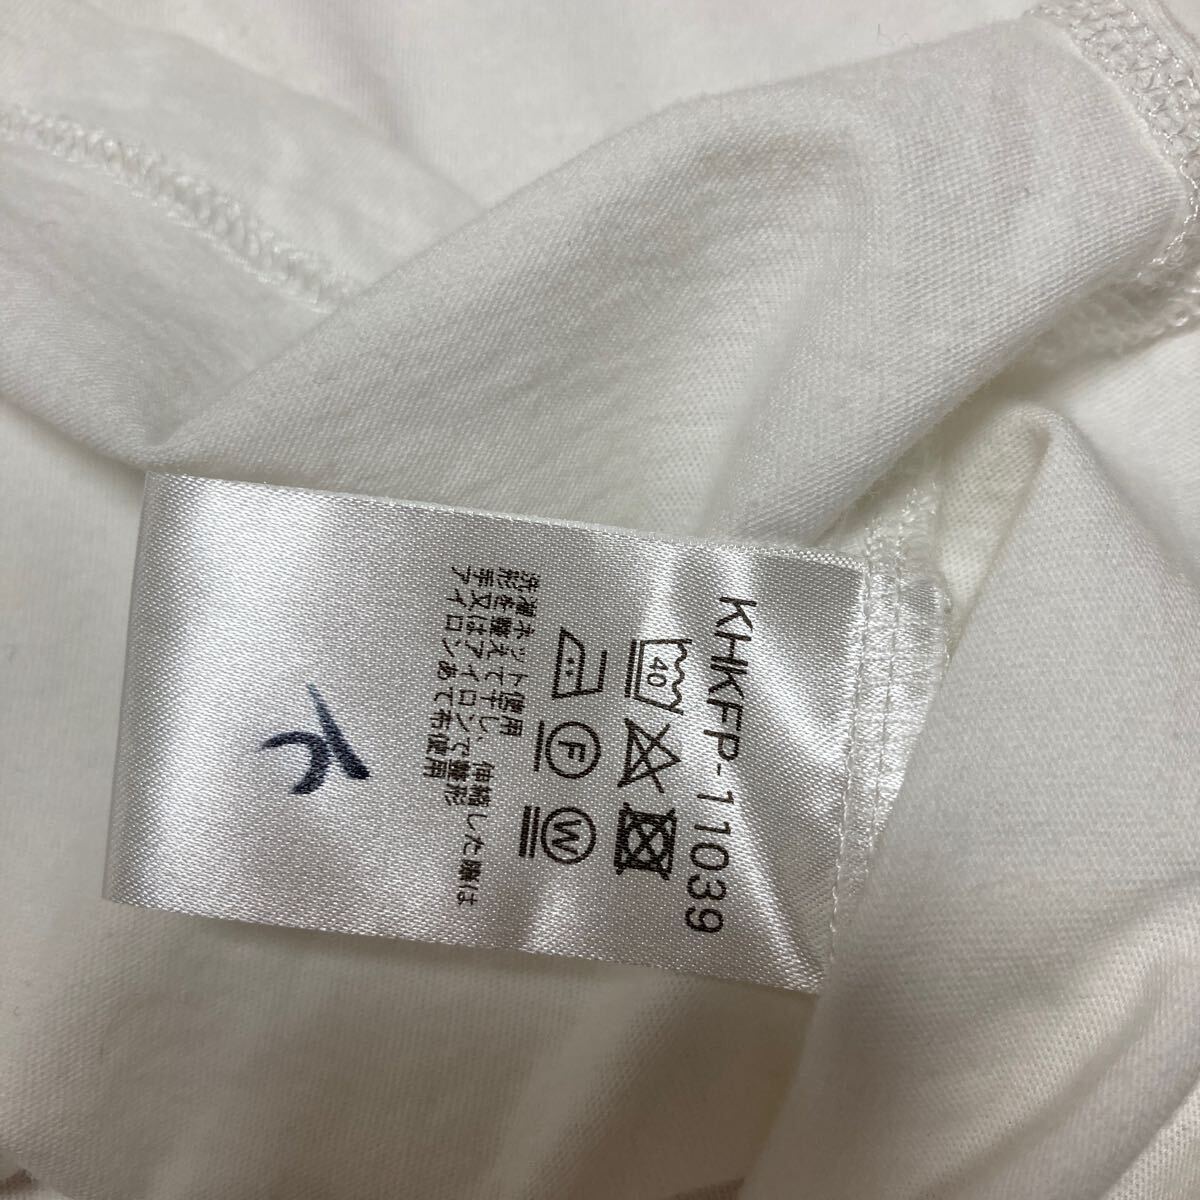 KHKFP-11039
40
F
W
洗濯ネット使用
形を整えて干し、伸縮した際は
手又はアイロンで整形
アイロンあて布使用